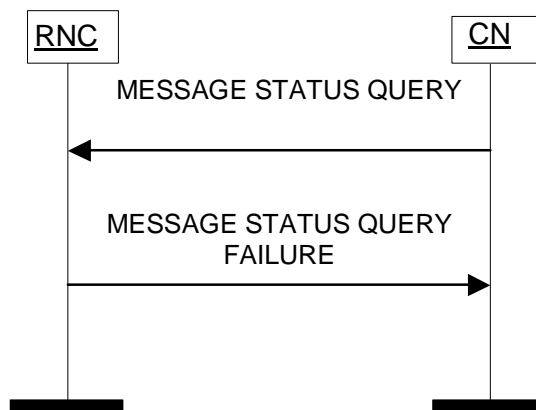 RNC
CN
MESSAGE STATUS QUERY
MESSAGE STATUS QUERY
FAILURE